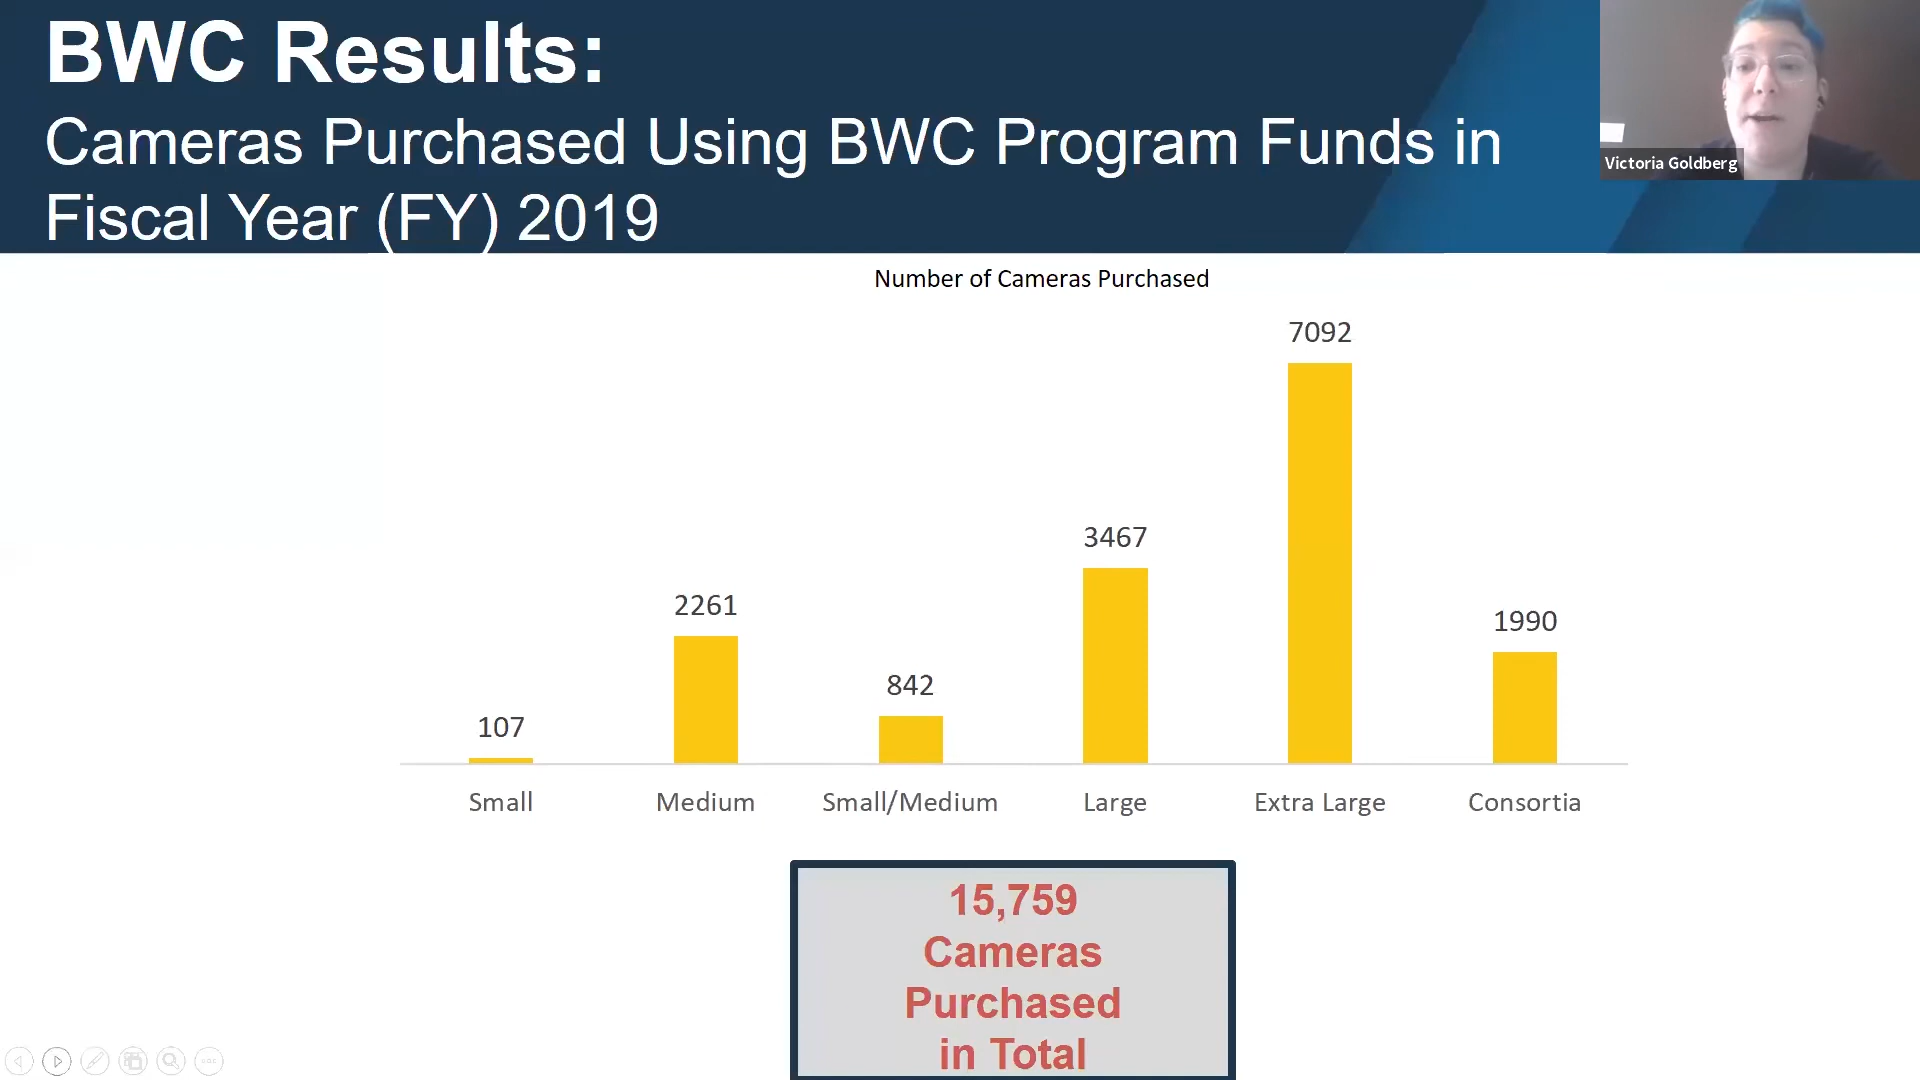 BWC Results:
Cameras Purchased Using BWC Program Funds in
Fiscal Year (FY) 2019
Victoria Goldberg
Number of Cameras Purchased
7092
3467
2261
1990
842
107
Small Medium Small/Medium Large Extra Large Consortia
15,759
Cameras
Purchased
in Total